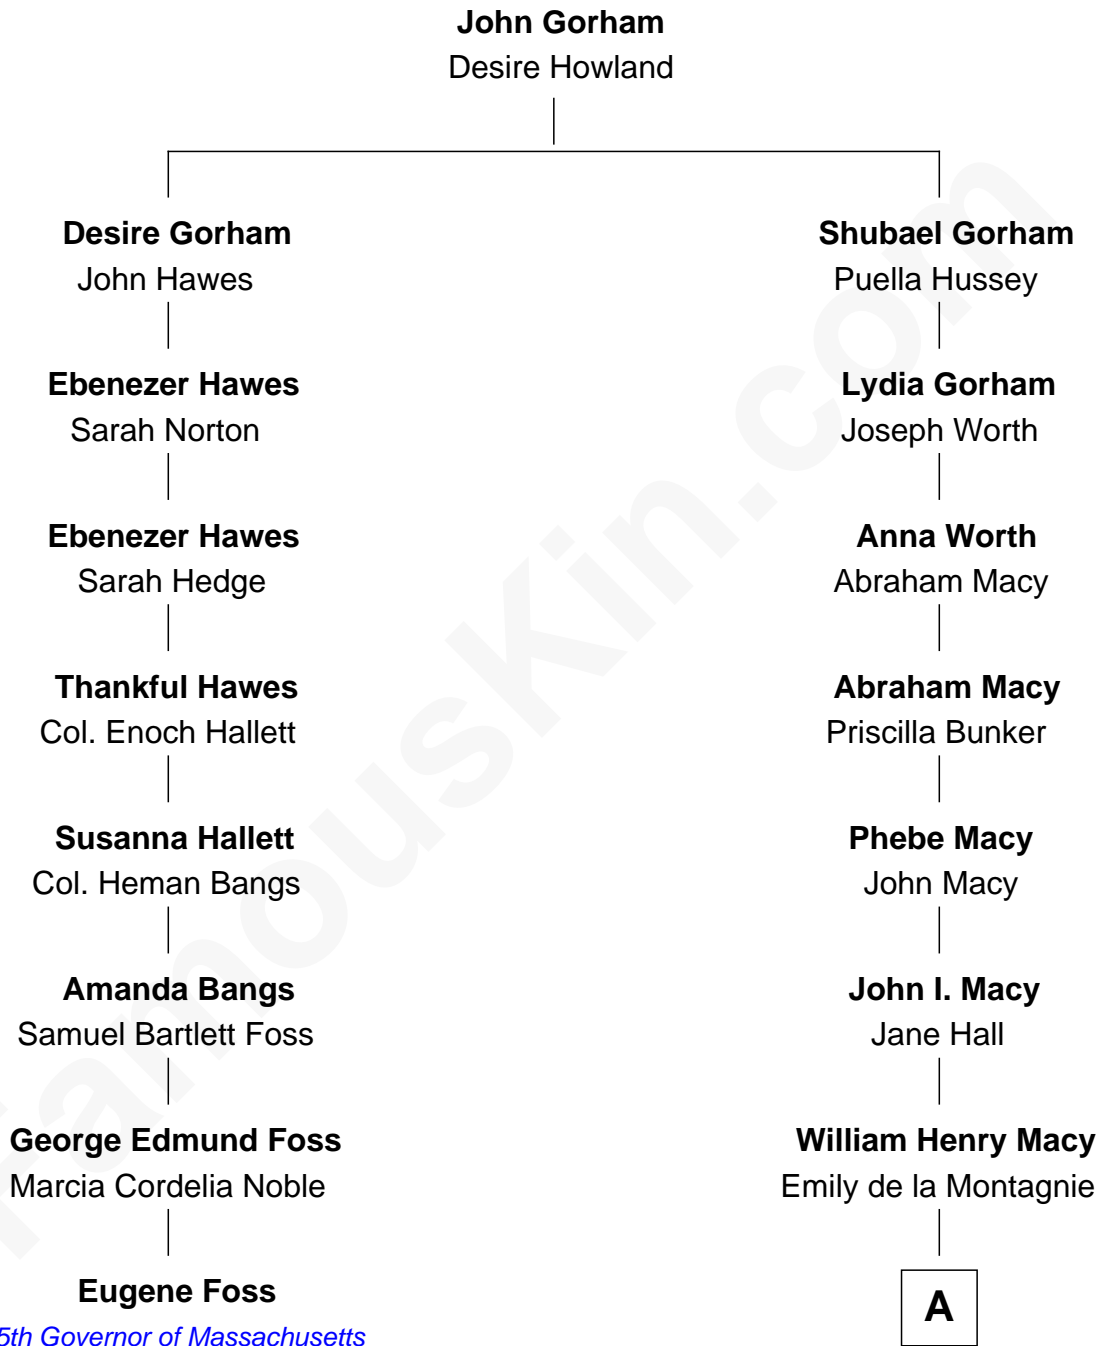 John Gorham
Desire Howland
Desire Gorham
John Hawes
Shubael Gorham
Puella Hussey
Ebenezer Hawes
Sarah Norton
Lydia Gorham
Joseph Worth
Ebenezer Hawes
Sarah Hedge
Anna Worth
Abraham Macy
Thankful Hawes
Col. Enoch Hallett
Abraham Macy
Priscilla Bunker
Susanna Hallett
Col. Heman Bangs
Phebe Macy
John Macy
Amanda Bangs
Samuel Bartlett Foss
John I. Macy
Jane Hall
George Edmund Foss
Marcia Cordelia Noble
William Henry Macy
Emily de la Montagnie
Eugene Foss
5th Governor of Massachusetts
A
FamousKin.com